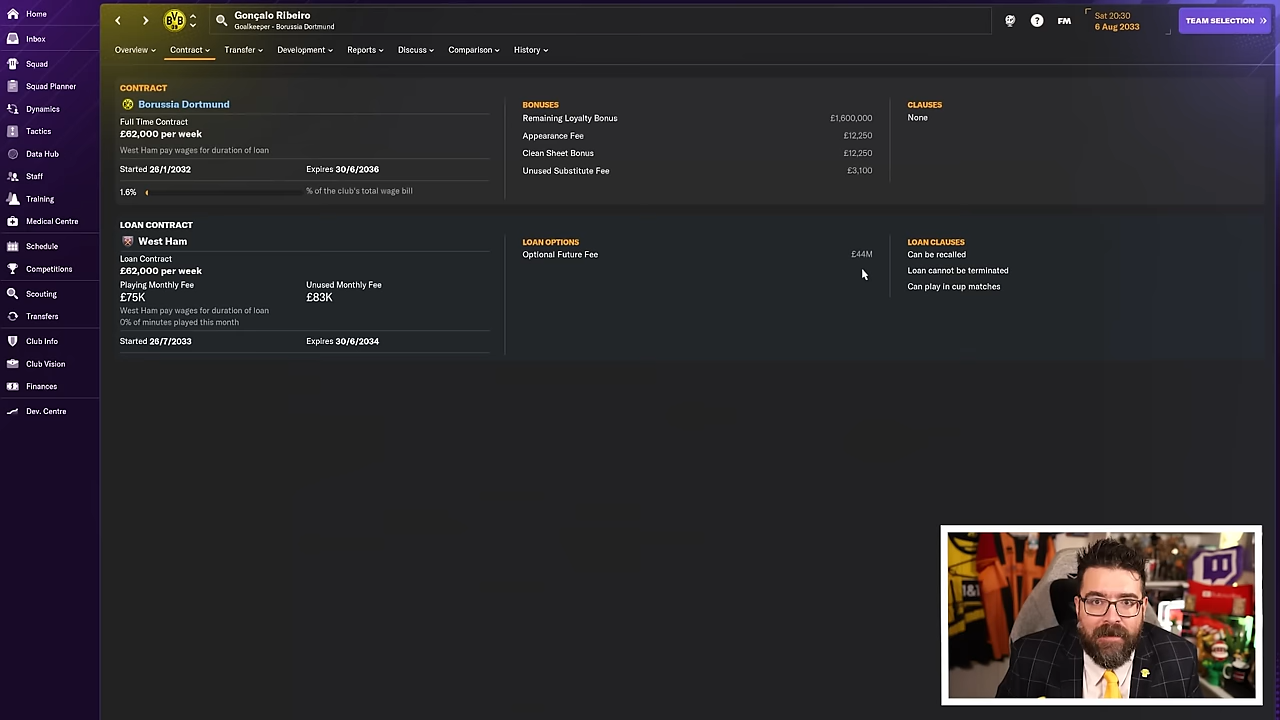 Home
Inbox
Squad
Squad Planner
Dynamics
Tactics
Data Hub
Staff
Training
Medical Centre
Schedule
Competitions
Scouting
Transfers
Club Info
Club Vision
Finances
Dev. Centre
BVB
Gonçalo Ribeiro
Goalkeeper - Borussia Dortmund
?
FM
Sat 20:30
6 Aug 2033
TEAM SELECTION
Overview
Contract
Transfer
Development
Reports
Discuss
Comparison
History
CONTRACT
Borussia Dortmund
Full Time Contract
£62,000 per week
West Ham pay wages for duration of loan
Started 26/1/2032 Expires 30/6/2036
1.6% % of the club's total wage bill
BONUSES
Remaining Loyalty Bonus £1,600,000
Appearance Fee £12,250
Clean Sheet Bonus £12,250
Unused Substitute Fee £3,100
CLAUSES
None
LOAN CONTRACT
West Ham
Loan Contract
£62,000 per week
Playing Monthly Fee Unused Monthly Fee
£75K £83K
West Ham pay wages for duration of loan
0% of minutes played this month
Started 26/7/2033 Expires 30/6/2034
LOAN OPTIONS
Optional Future Fee £44M
LOAN CLAUSES
Can be recalled
Loan cannot be terminated
Can play in cup matches
1&1